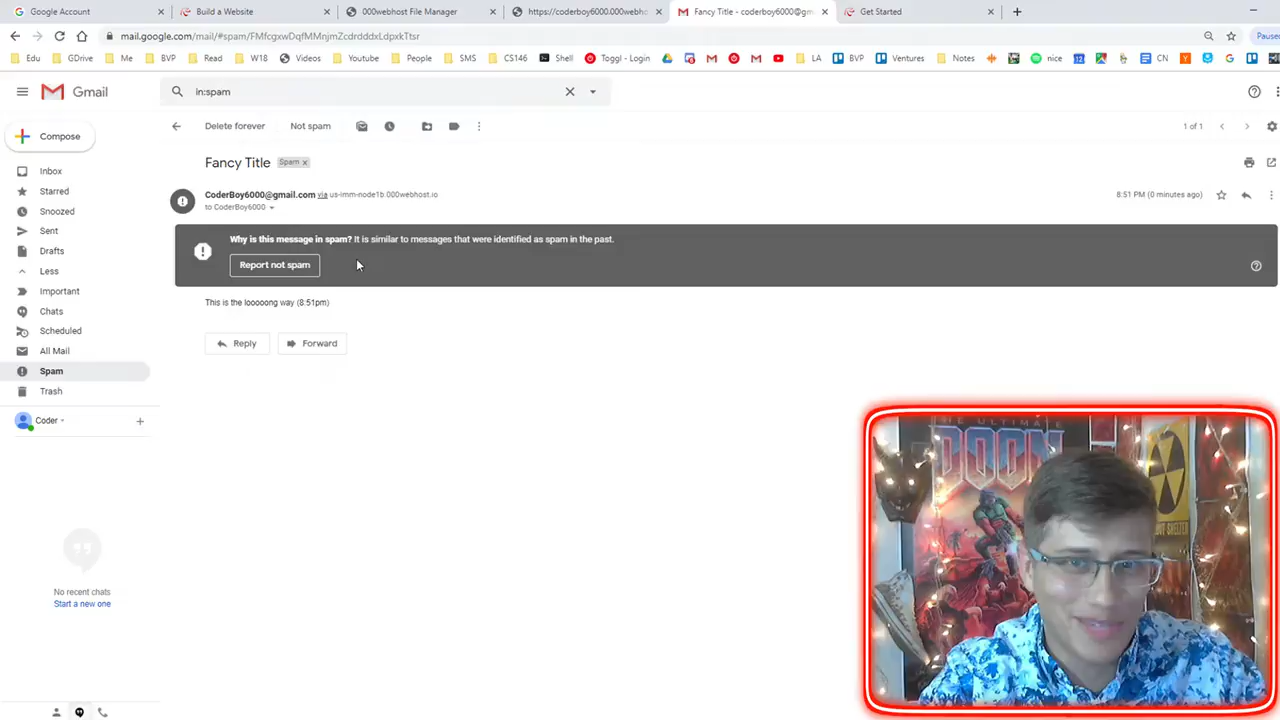 Google Account
Build a Website
000webhost File Manager
https://coderboy6000.000webh
Fancy Title - coderboy6000@gm
Get Started
mail.google.com/mail/#spam/FMfcgxwDqfMMnjmZcdrdddxLdpxkTtsr
Paused
Edu
GDrive
Me
BVP
Read
W18
Videos
Youtube
People
SMS
CS146
Shell
Toggl - Login
LA
BVP
Ventures
Notes
nice
CN
Gmail
in:spam
Compose
Delete forever
Not spam
1 of 1
Fancy Title
Spam x
CoderBoy6000@gmail.com via us-imm-node1b.000webhost.io
8:51 PM (0 minutes ago)
to CoderBoy6000
Why is this message in spam? It is similar to messages that were identified as spam in the past.
Report not spam
This is the looooong way (8:51pm)
Reply
Forward
Inbox
Starred
Snoozed
Sent
Drafts
Less
Important
Chats
Scheduled
All Mail
Spam
Trash
Coder
No recent chats
Start a new one
THE ULTIMATE
DOOM